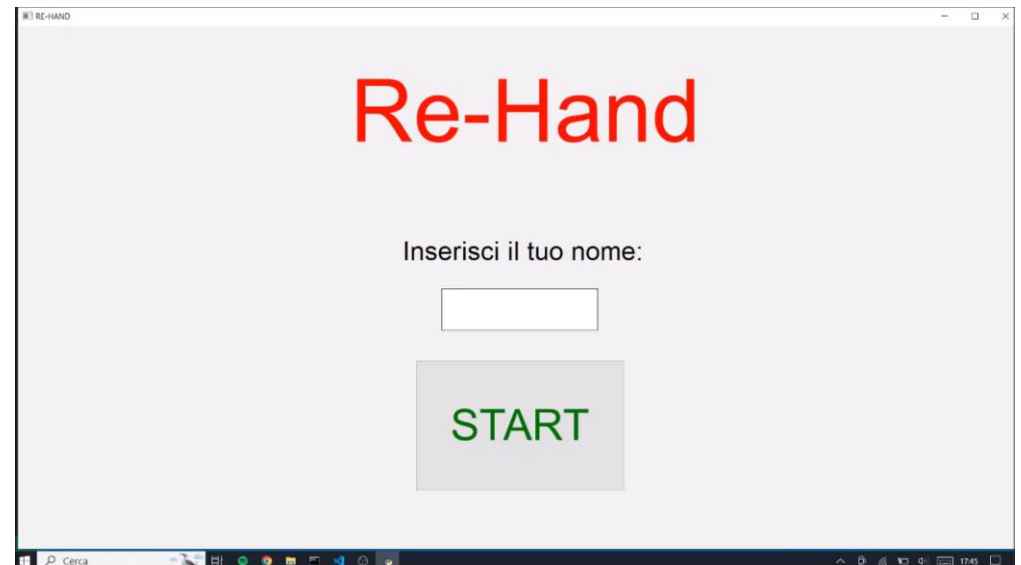 RE-HAND
Re-Hand
Inserisci il tuo nome:
START
Cerca
17:45